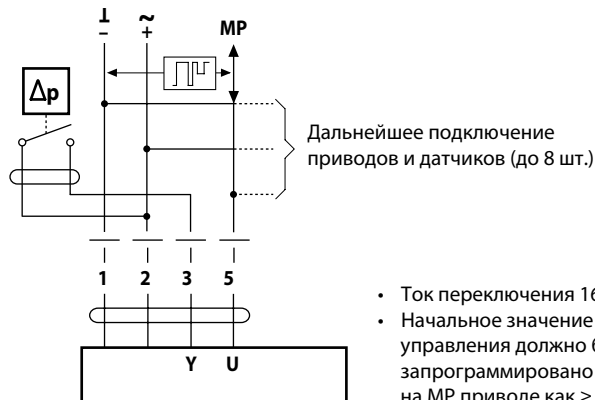 ⊥ ~
– + MP
Δp
Дальнейшее подключение
приводов и датчиков (до 8 шт.)
1 2 3 5
Y U
• Ток переключения 16
• Начальное значение
управления должно
запрограммировано
на MP приводе как ≥